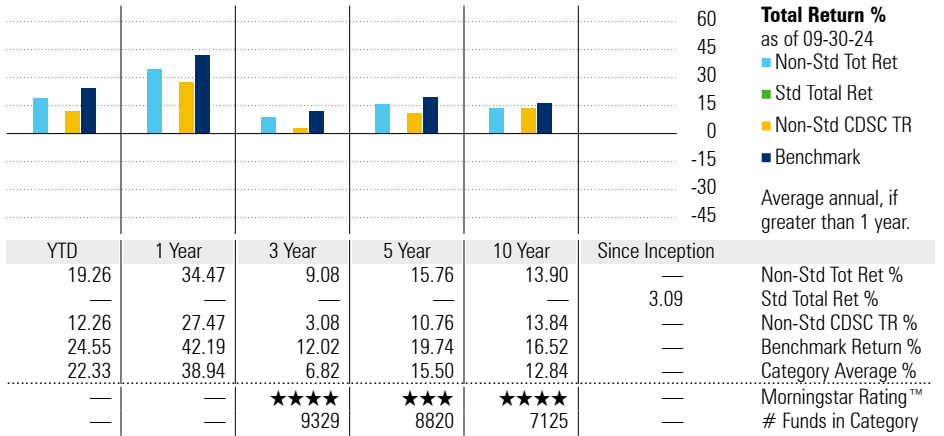 60
45
30
15
0
-15
-30
-45
Total Return %
as of 09-30-24
Non-Std Tot Ret
Std Total Ret
Non-Std CDSC TR
Benchmark
Average annual, if
greater than 1 year.
YTD 1 Year 3 Year 5 Year 10 Year Since Inception
19.26 34.47 9.08 15.76 13.90 — Non-Std Tot Ret %
— — — — — 3.09 Std Total Ret %
12.26 27.47 3.08 10.76 13.84 — Non-Std CDSC TR %
24.55 42.19 12.02 19.74 16.52 — Benchmark Return %
22.33 38.94 6.82 15.50 12.84 — Category Average %
— — ★★★★ ★★★ ★★★★ — Morningstar Rating™
— — 9329 8820 7125 — # Funds in Category